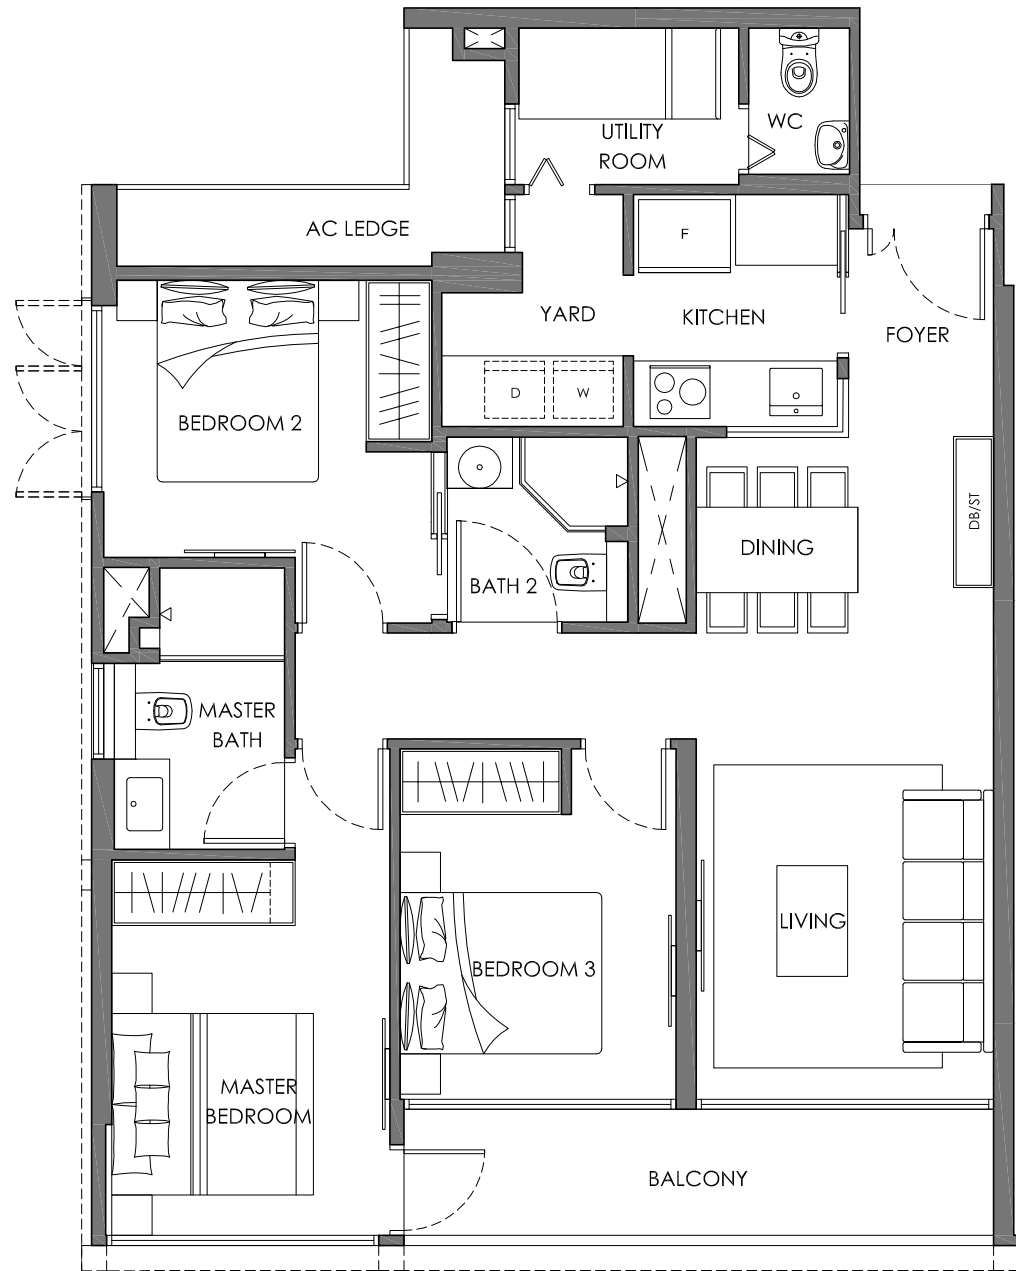 WC
UTILITY
ROOM
AC LEDGE
F
YARD
KITCHEN
FOYER
D
W
BEDROOM 2
DB/ST
DINING
BATH 2
MASTER
BATH
LIVING
BEDROOM 3
MASTER
BEDROOM
BALCONY